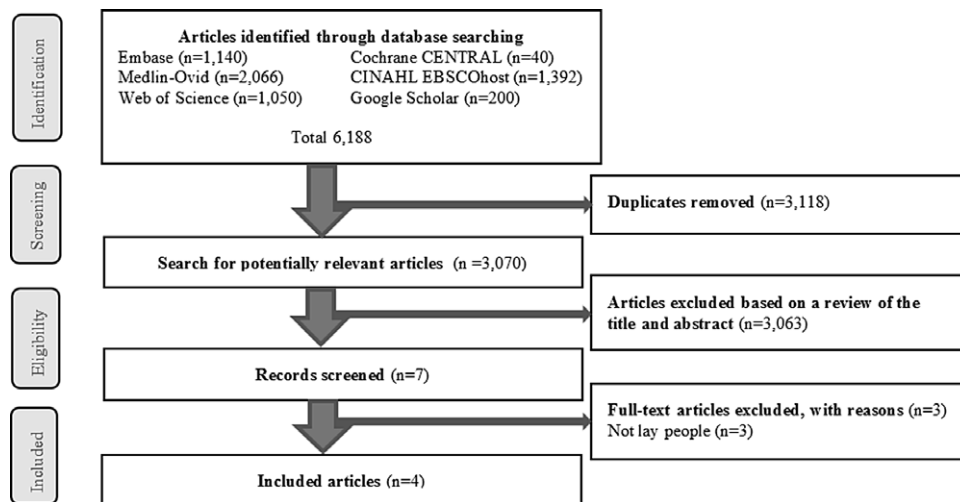 Identification
Articles identified through database searching
Embase (n=1,140) Cochrane CENTRAL (n=40)
Medlin-Ovid (n=2,066) CINAHL EBSCOhost (n=1,392)
Web of Science (n=1,050) Google Scholar (n=200)
Total 6,188
Screening
Duplicates removed (n=3,118)
Search for potentially relevant articles (n =3,070)
Eligibility
Articles excluded based on a review of the
title and abstract (n=3,063)
Records screened (n=7)
Included
Full-text articles excluded, with reasons (n=3)
Not lay people (n=3)
Included articles (n=4)